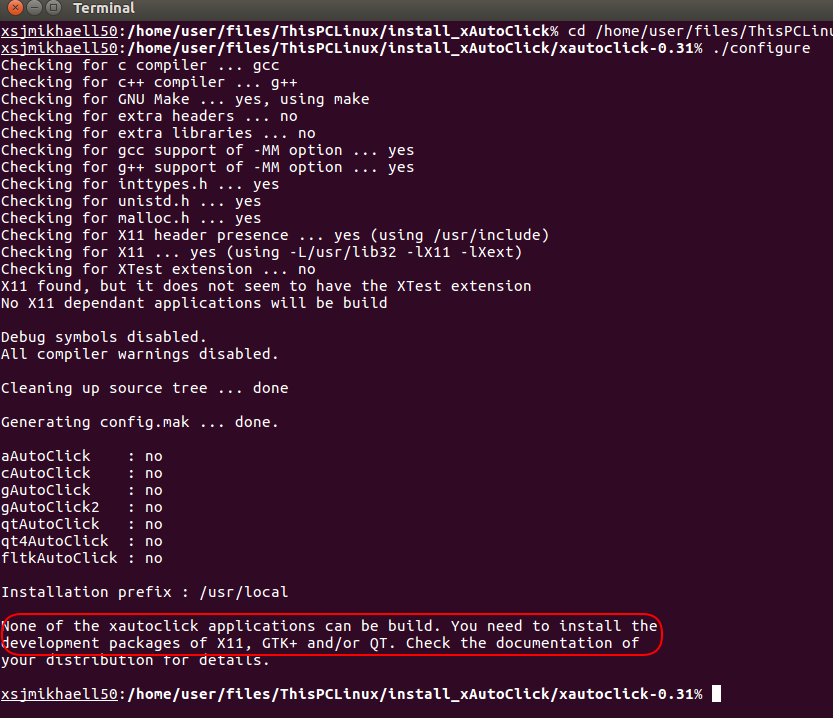 Terminal
xsjmikhaell50:/home/user/files/ThisPCLinux/install_xAutoClick% cd /home/user/files/ThisPCLinu
xsjmikhaell50:/home/user/files/ThisPCLinux/install_xAutoClick/xautoclick-0.31% ./configure
Checking for c compiler ... gcc
Checking for c++ compiler ... g++
Checking for GNU Make ... yes, using make
Checking for extra headers ... no
Checking for extra libraries ... no
Checking for gcc support of -MM option ... yes
Checking for g++ support of -MM option ... yes
Checking for inttypes.h ... yes
Checking for unistd.h ... yes
Checking for malloc.h ... yes
Checking for X11 header presence ... yes (using /usr/include)
Checking for X11 ... yes (using -L/usr/lib32 -lX11 -lXext)
Checking for XTest extension ... no
X11 found, but it does not seem to have the XTest extension
No X11 dependant applications will be build
Debug symbols disabled.
All compiler warnings disabled.
Cleaning up source tree ... done
Generating config.mak ... done.
aAutoClick    : no
cAutoClick    : no
gAutoClick    : no
gAutoClick2   : no
qtAutoClick   : no
qt4AutoClick  : no
fltkAutoClick : no
Installation prefix : /usr/local
None of the xautoclick applications can be build. You need to install the
development packages of X11, GTK+ and/or QT. Check the documentation of
your distribution for details.
xsjmikhaell50:/home/user/files/ThisPCLinux/install_xAutoClick/xautoclick-0.31%